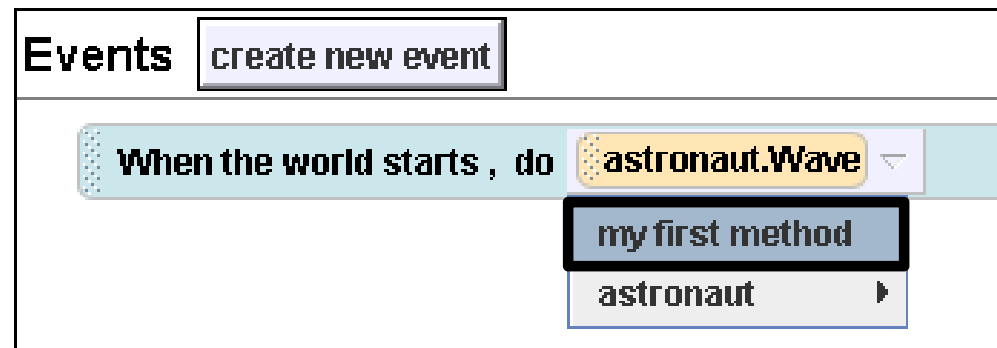 Events create new event
When the world starts , do astronaut.Wave
my first method
astronaut